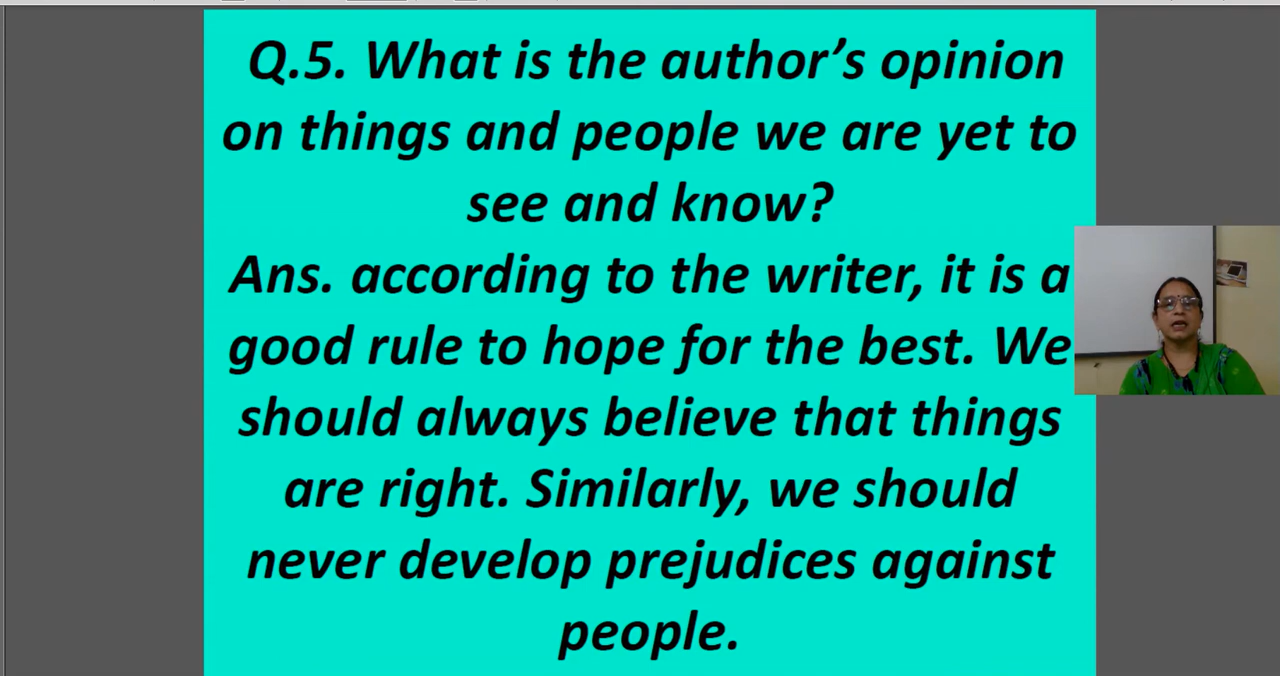 Q.5. What is the author’s opinion
on things and people we are yet to
see and know?
Ans. according to the writer, it is a
good rule to hope for the best. We
should always believe that things
are right. Similarly, we should
never develop prejudices against
people.